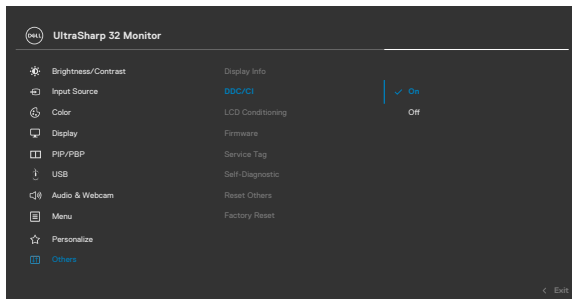 DELL UltraSharp 32 Monitor
Brightness/Contrast Display Info
Input Source DDC/CI On
Color LCD Conditioning Off
Display Firmware
PIP/PBP Service Tag
USB Self-Diagnostic
Audio & Webcam Reset Others
Menu Factory Reset
Personalize
Others
< Exit